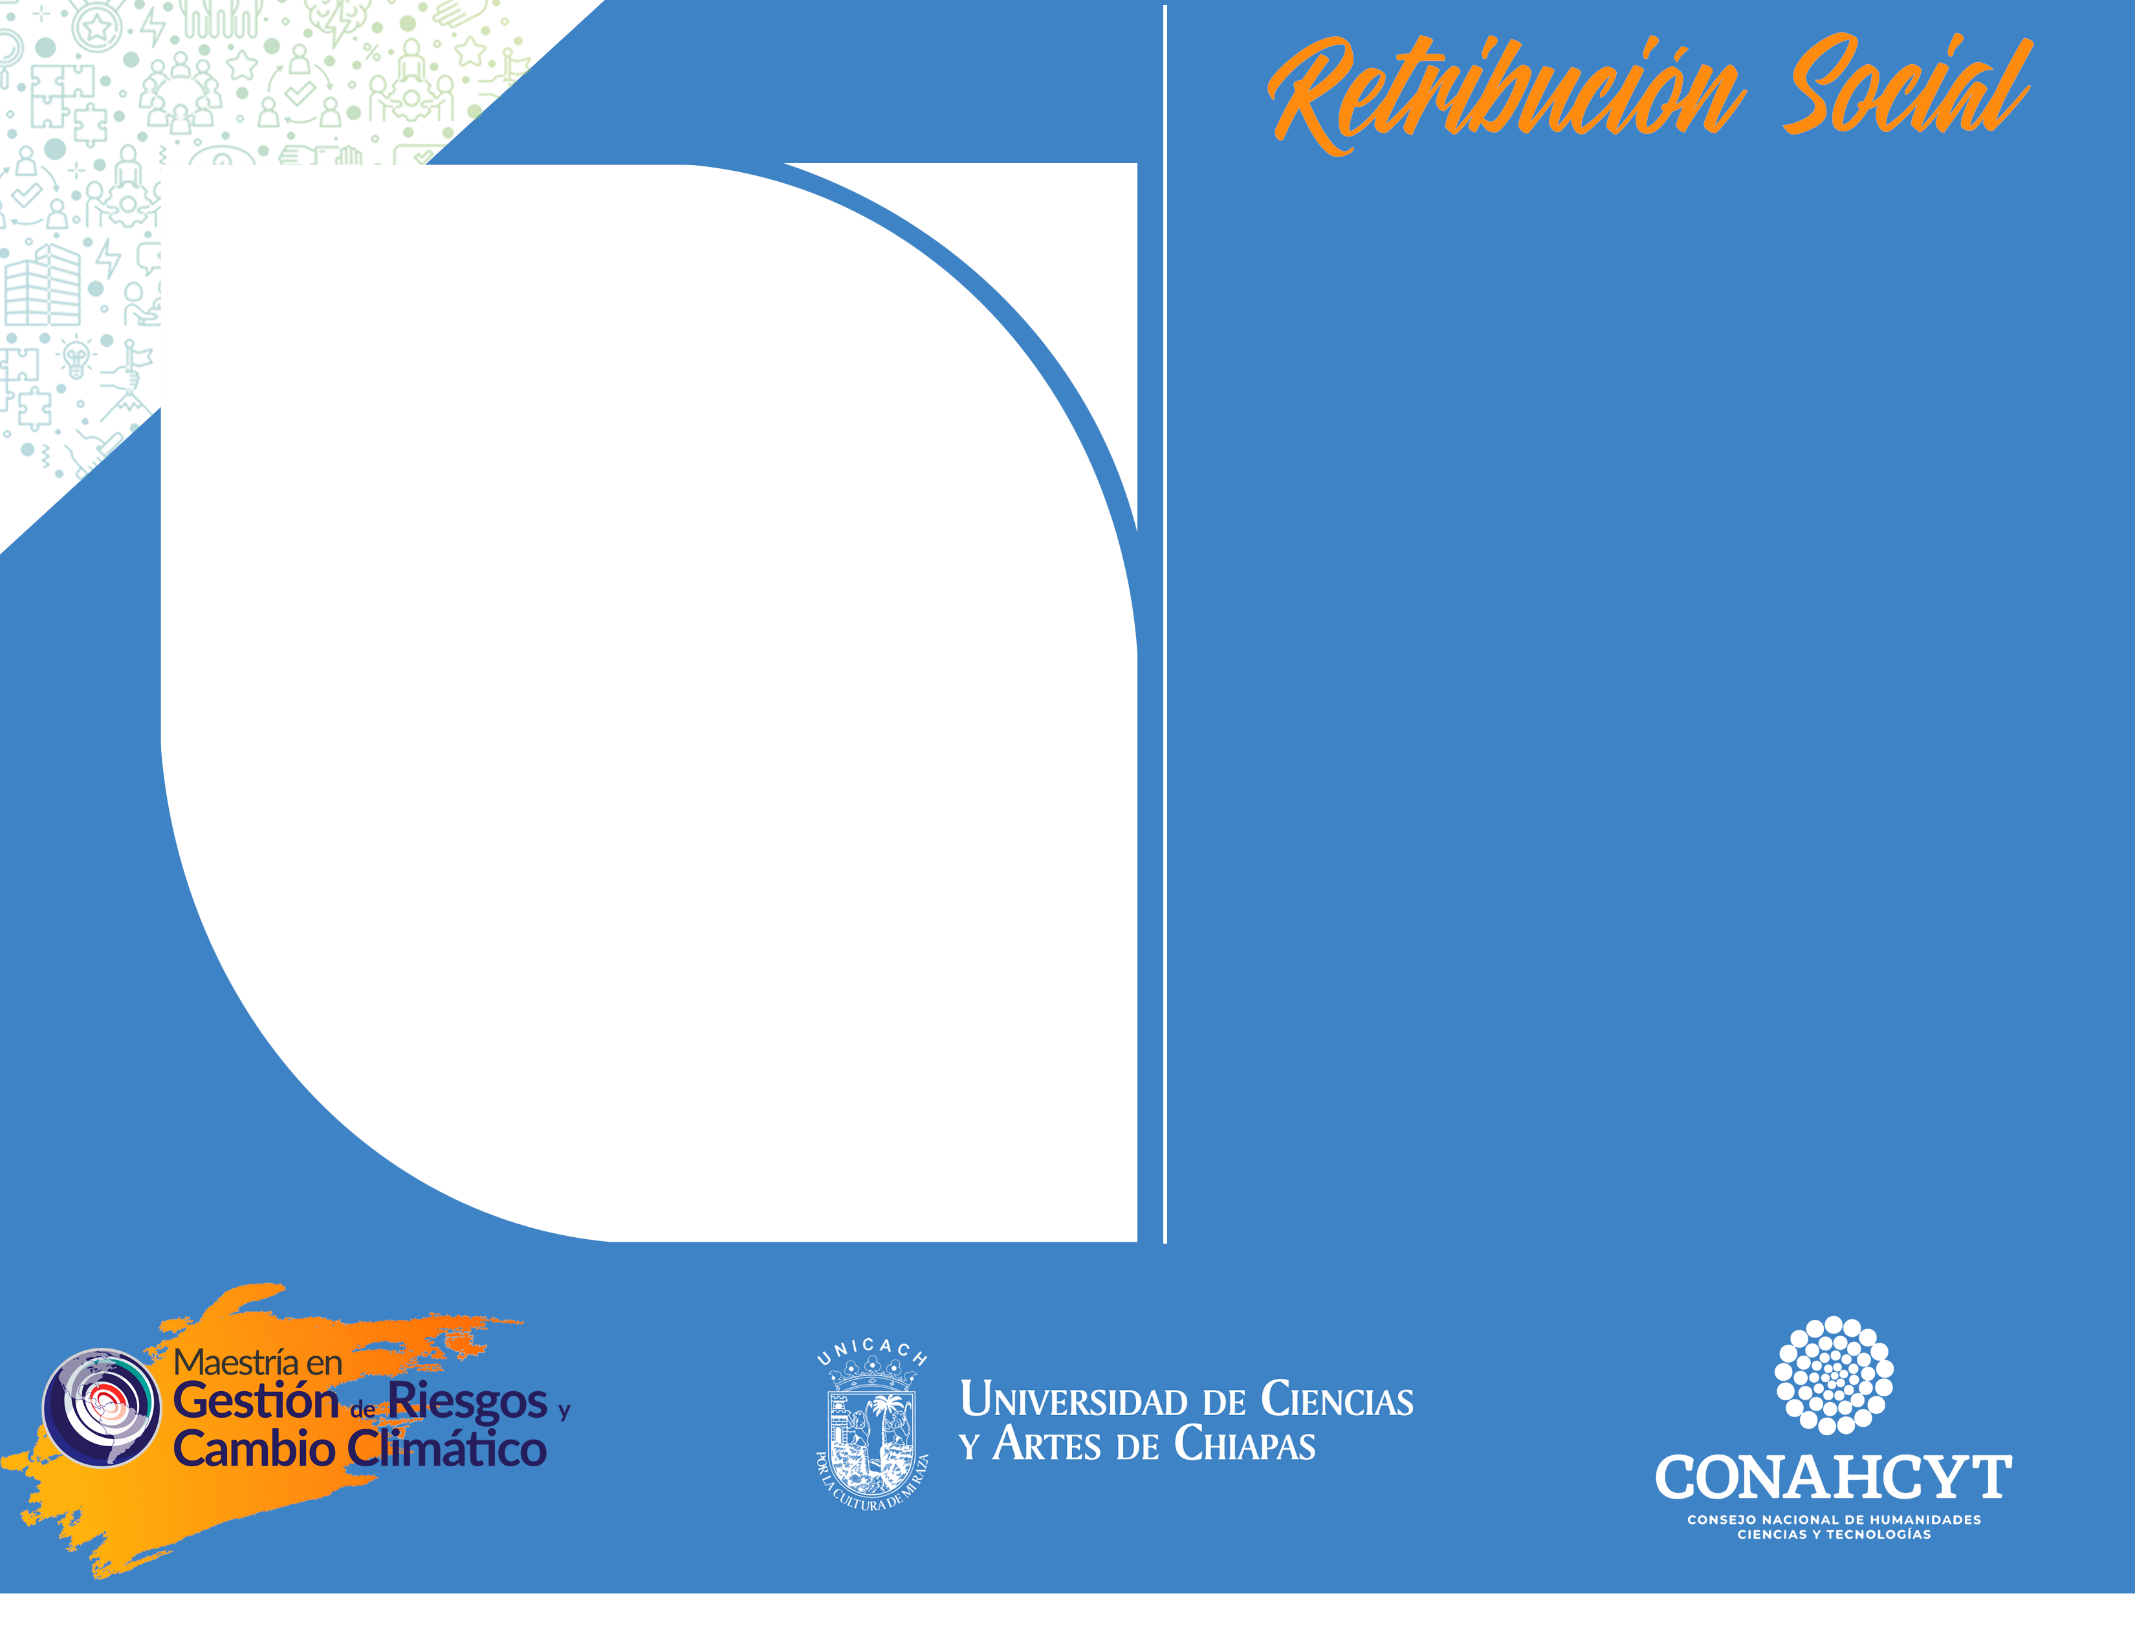 Retribución Social
Maestría en
Gestión de Riesgos y
Cambio Climático
UNICACH
POR LA CULTURA DE MI RAZA
UNIVERSIDAD DE CIENCIAS
Y ARTES DE CHIAPAS
CONAHCYT
CONSEJO NACIONAL DE HUMANIDADES
CIENCIAS Y TECNOLOGÍAS